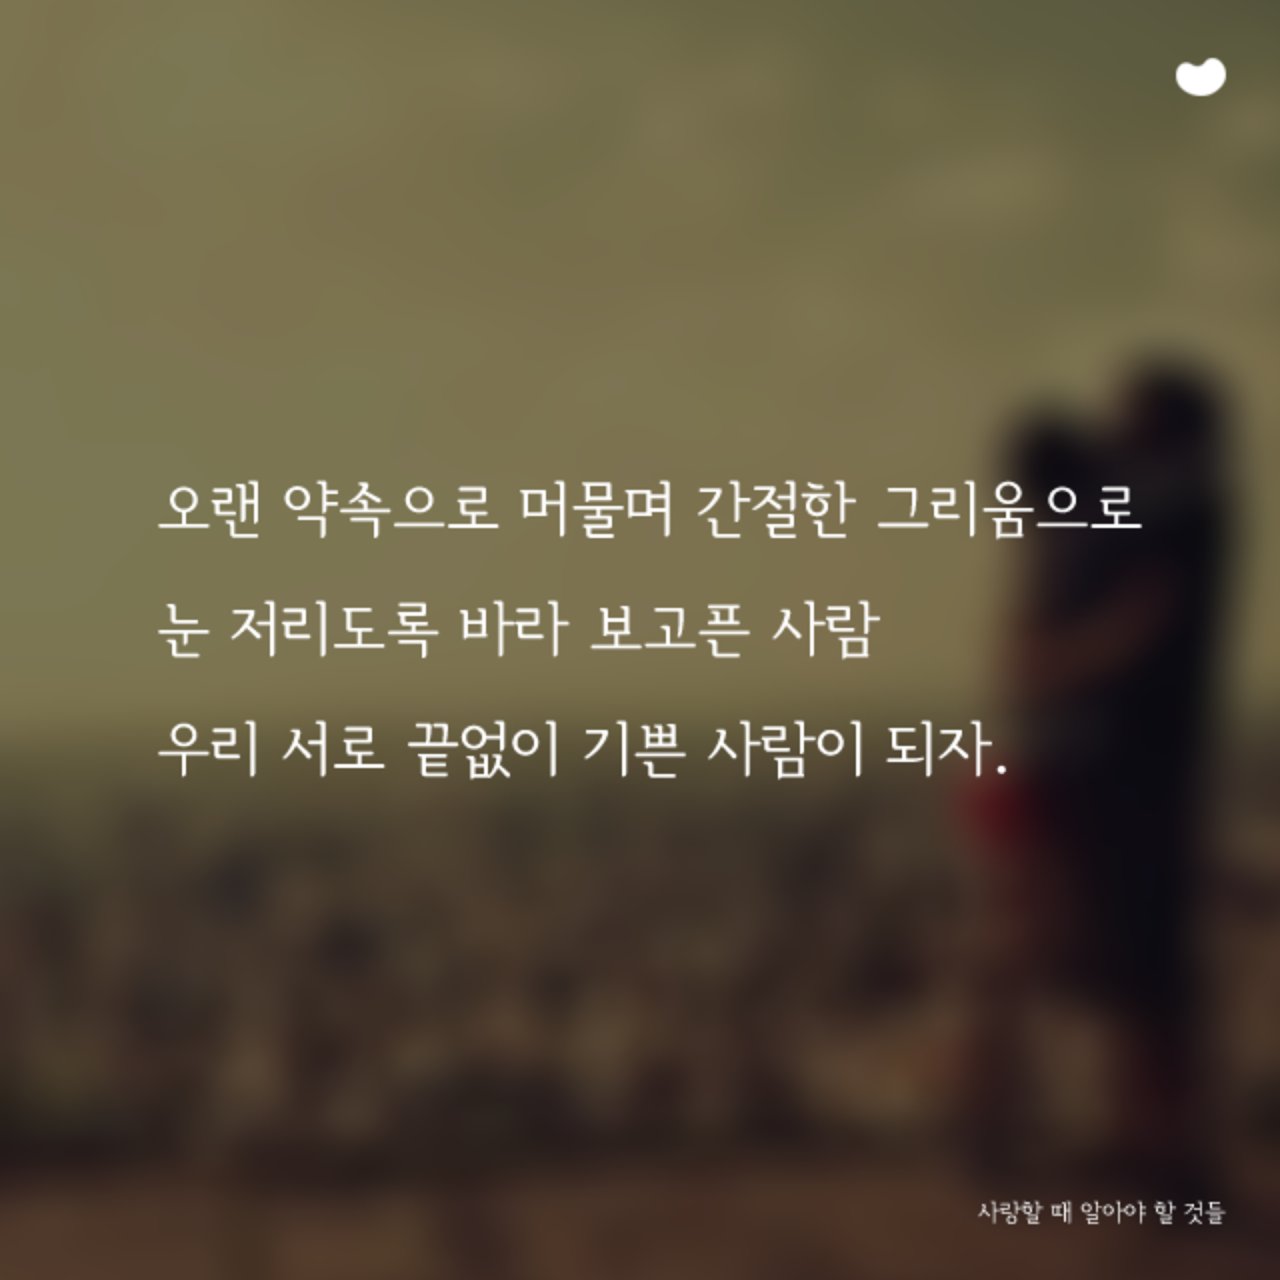 오랜 약속으로 머물며 간절한 그리움으로
눈 저리도록 바라 보고픈 사람
우리 서로 끝없이 기쁜 사람이 되자.
사랑할 때 알아야 할 것들